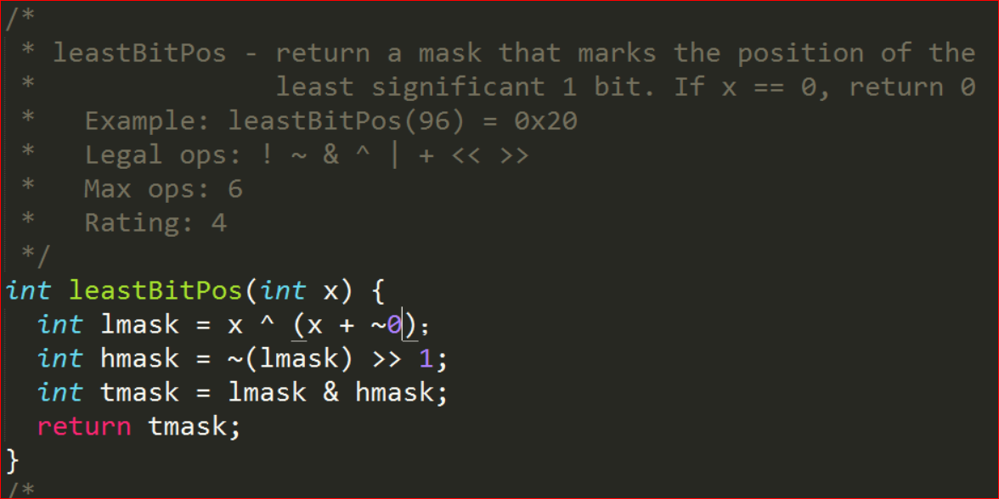 /*
 * leastBitPos - return a mask that marks the position of the
 *               least significant 1 bit. If x == 0, return 0
 *   Example: leastBitPos(96) = 0x20
 *   Legal ops: ! ~ & ^ | + << >>
 *   Max ops: 6
 *   Rating: 4
 */
int leastBitPos(int x) {
  int lmask = x ^ (x + ~0);
  int hmask = ~(lmask) >> 1;
  int tmask = lmask & hmask;
  return tmask;
}
/*